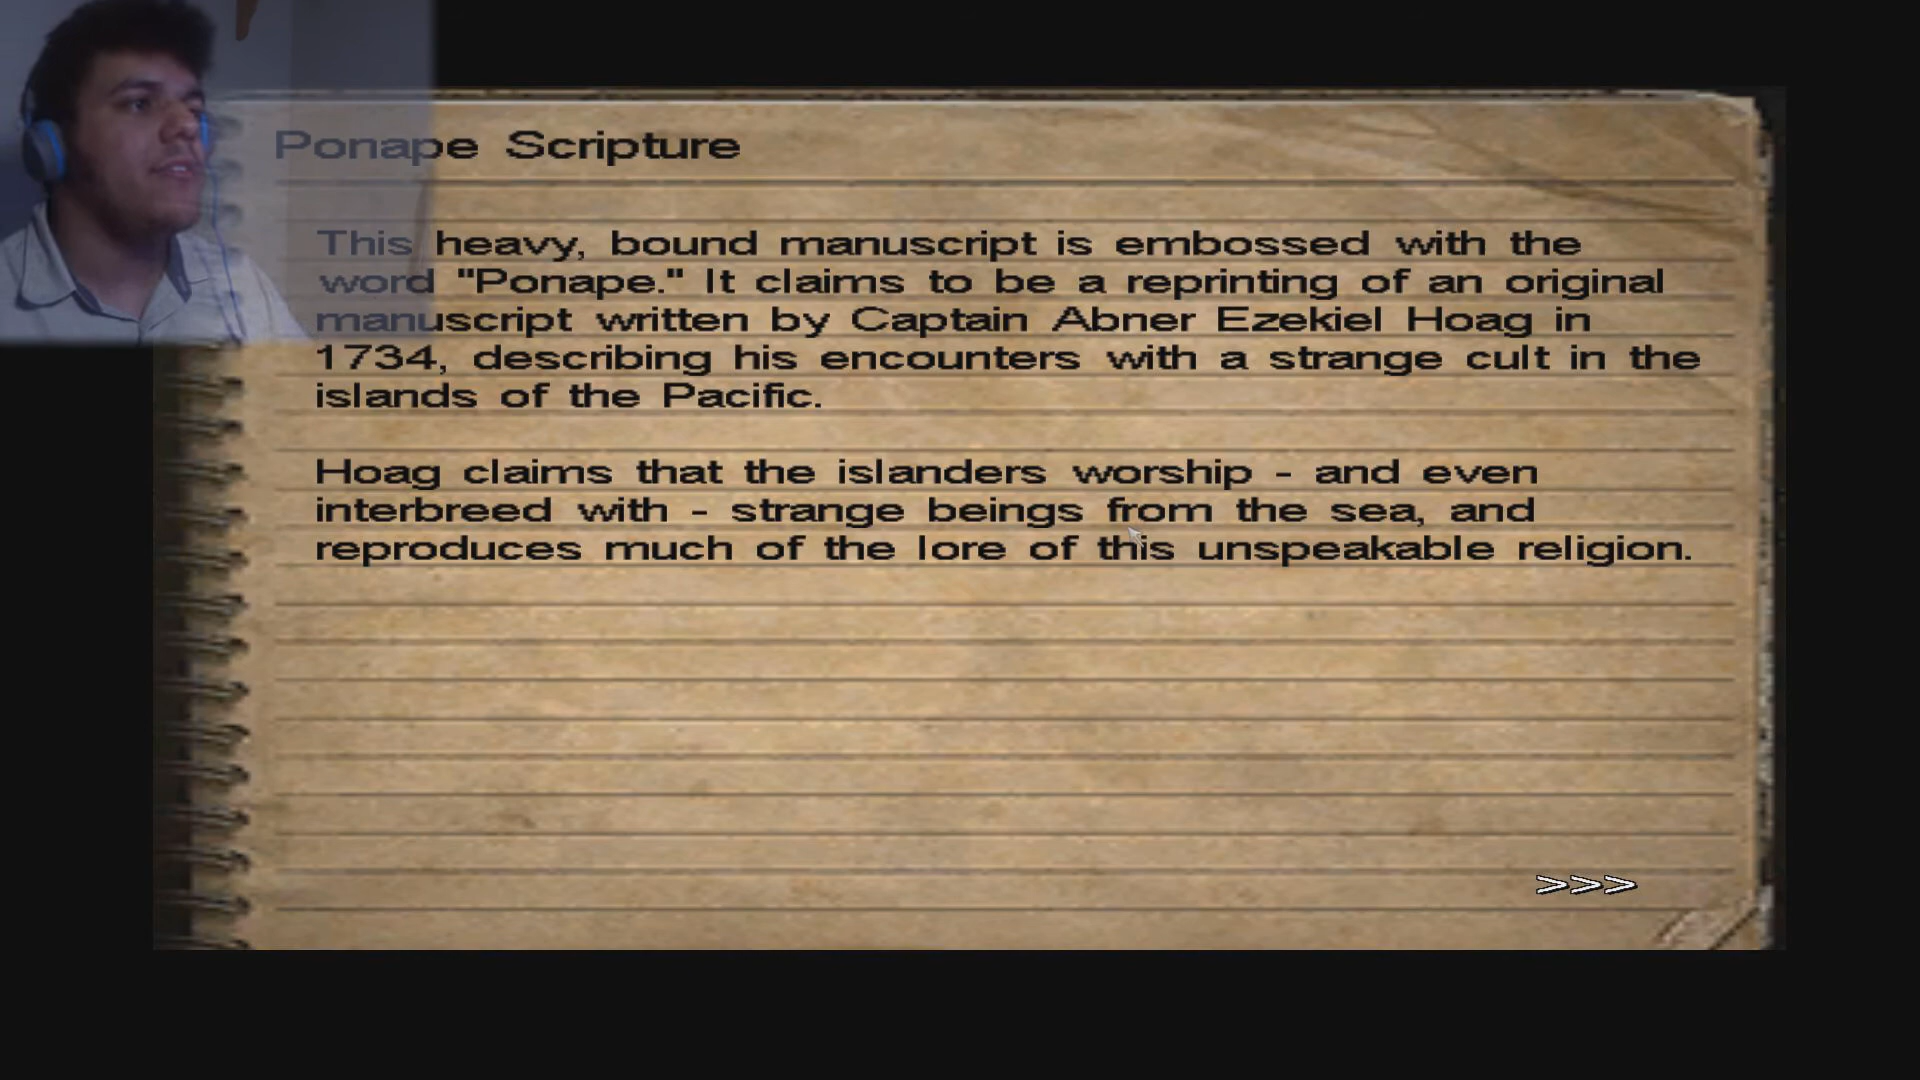 Ponape Scripture
This heavy, bound manuscript is embossed with the
word "Ponape." It claims to be a reprinting of an original
manuscript written by Captain Abner Ezekiel Hoag in
1734, describing his encounters with a strange cult in the
islands of the Pacific.
Hoag claims that the islanders worship - and even
interbreed with - strange beings from the sea, and
reproduces much of the lore of this unspeakable religion.
>>>